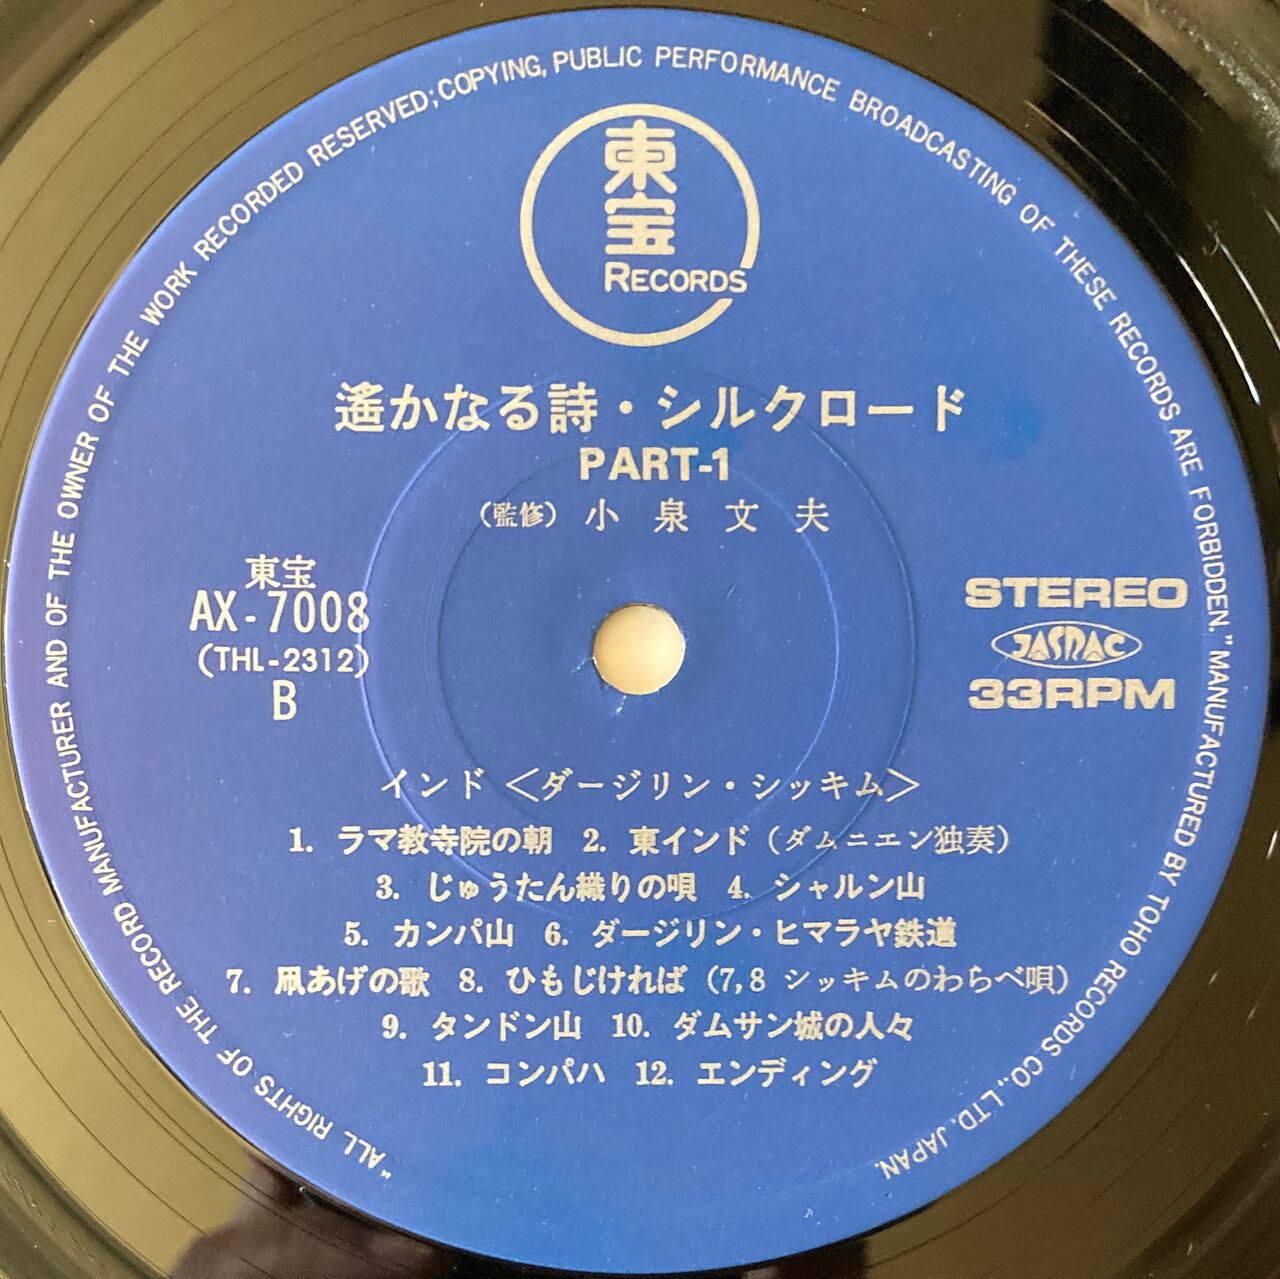 "ALL RIGHTS OF THE RECORD MANUFACTURER AND OF THE OWNER OF THE WORK RECORDED RESERVED; COPYING, PUBLIC PERFORMANCE BROADCASTING OF THESE RECORDS ARE FORBIDDEN." MANUFACTURED BY TOHO RECORDS CO., LTD. JAPAN.
東宝
RECORDS
遙かなる詩・シルクロード
PART-1
(監修) 小泉文夫
東宝
AX-7008
(THL-2312)
B
STEREO
JASRAC
33RPM
インド <ダージリン・シッキム>
1. ラマ教寺院の朝 2. 東インド (ダムニエン独奏)
3. じゅうたん織りの唄 4. シャルン山
5. カンパ山 6. ダージリン・ヒマラヤ鉄道
7. 凧あげの歌 8. ひもじければ (7,8 シッキムのわらべ唄)
9. タンドン山 10. ダムサン城の人々
11. コンパハ 12. エンディング